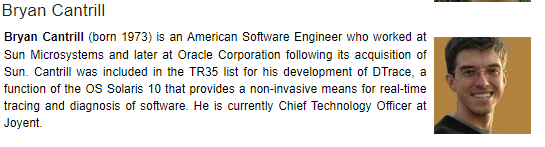 Bryan Cantrill
Bryan Cantrill (born 1973) is an American Software Engineer who worked at
Sun Microsystems and later at Oracle Corporation following its acquisition of
Sun. Cantrill was included in the TR35 list for his development of DTrace, a
function of the OS Solaris 10 that provides a non-invasive means for real-time
tracing and diagnosis of software. He is currently Chief Technology Officer at
Joyent.